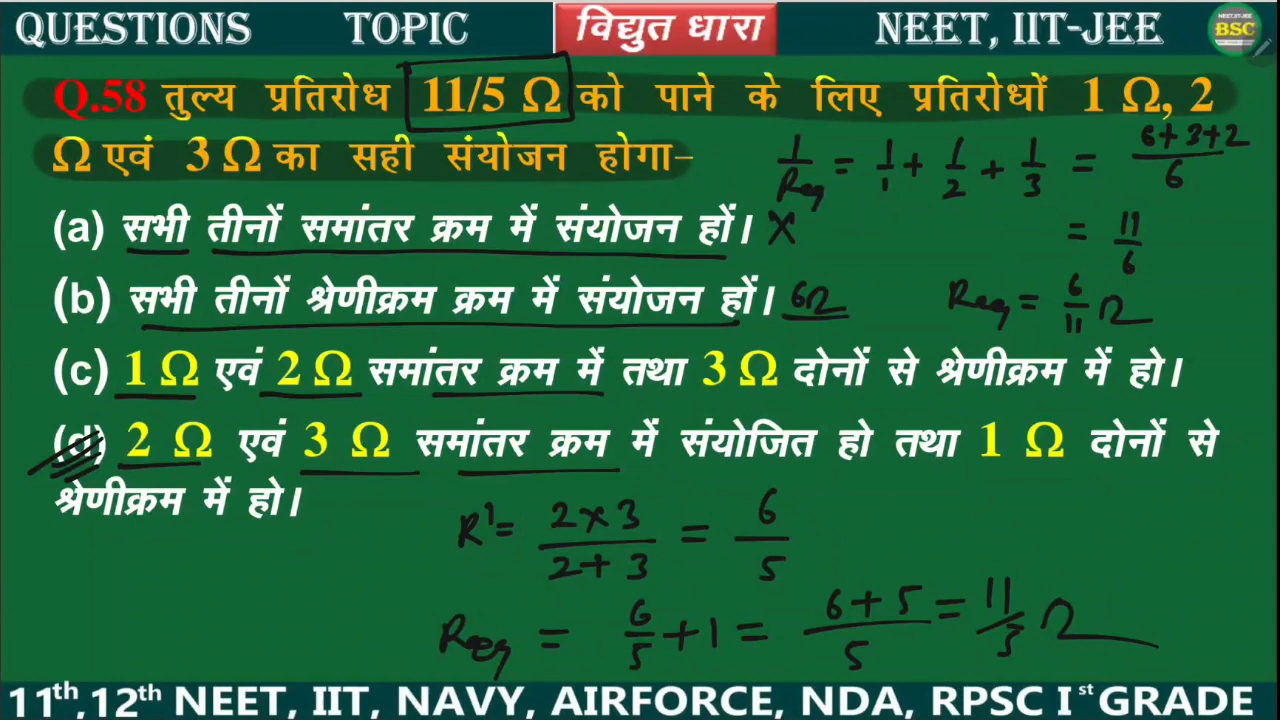 QUESTIONS TOPIC विद्युत धारा NEET, IIT-JEE NEET,IIT-JEE BSC
Q.58 तुल्य प्रतिरोध 11/5 Ω को पाने के लिए प्रतिरोधों 1 Ω, 2
Ω एवं 3 Ω का सही संयोजन होगा-
1/Req = 1/1 + 1/2 + 1/3 = 6+3+2/6
(a) सभी तीनों समांतर क्रम में संयोजन हों। X
= 11/6
(b) सभी तीनों श्रेणीक्रम क्रम में संयोजन हों। 6Ω
Req = 6/11 Ω
(c) 1 Ω एवं 2 Ω समांतर क्रम में तथा 3 Ω दोनों से श्रेणीक्रम में हो।
(d) 2 Ω एवं 3 Ω समांतर क्रम में संयोजित हो तथा 1 Ω दोनों से
श्रेणीक्रम में हो।
R¹ = 2×3/2+3 = 6/5
Req = 6/5 + 1 = 6+5/5 = 11/5 Ω
11th,12th NEET, IIT, NAVY, AIRFORCE, NDA, RPSC Ist GRADE